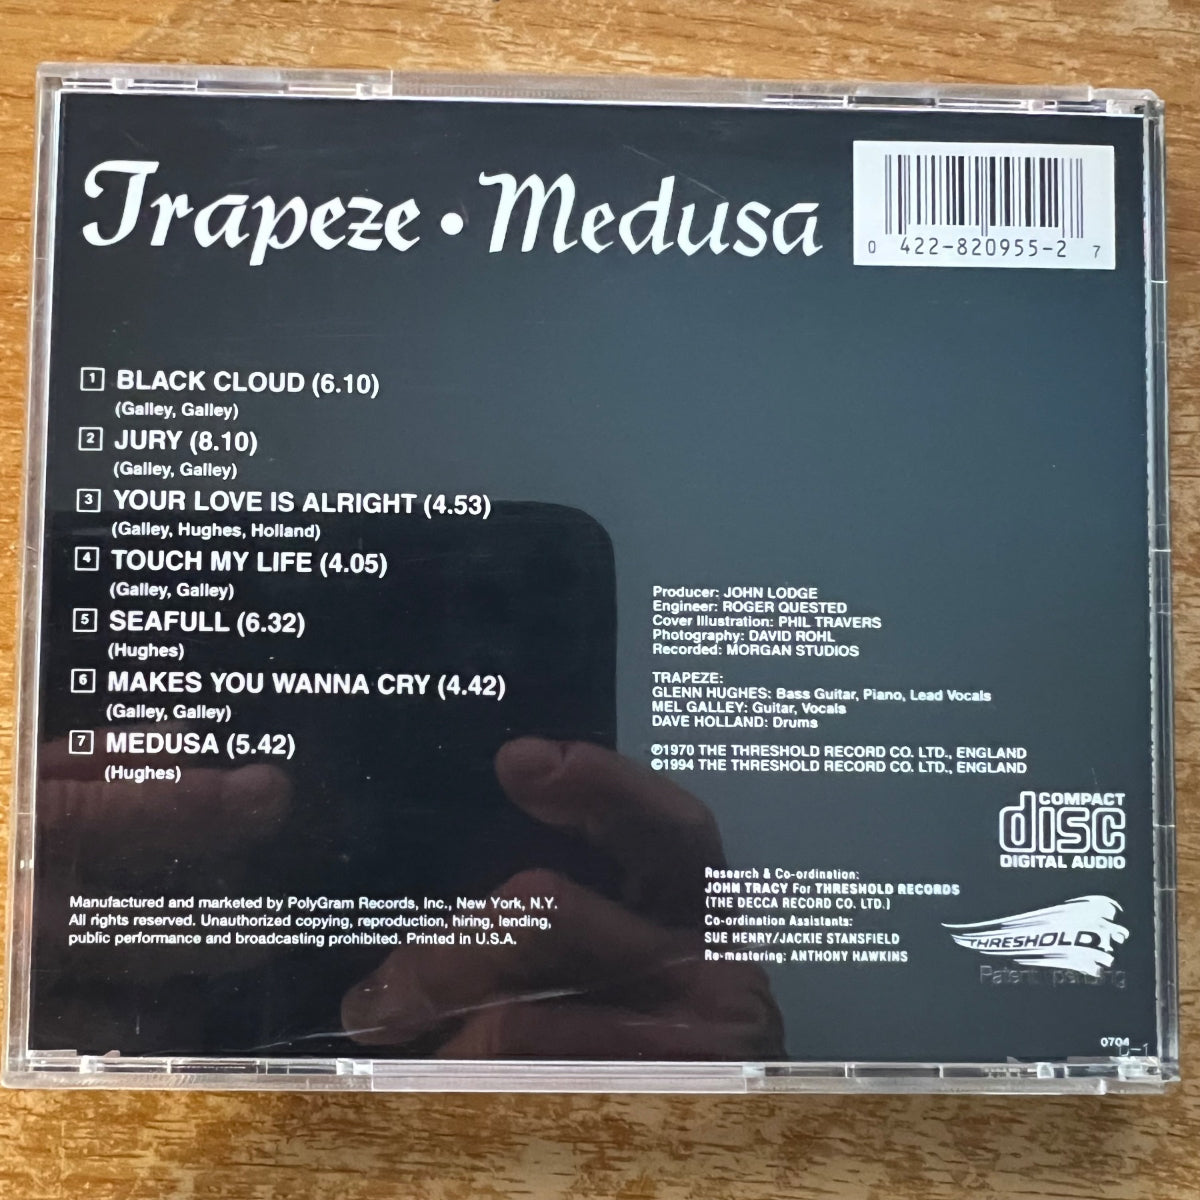 Trapeze • Medusa
0 422-820955-2 7
1 BLACK CLOUD (6.10)
(Galley, Galley)
2 JURY (8.10)
(Galley, Galley)
3 YOUR LOVE IS ALRIGHT (4.53)
(Galley, Hughes, Holland)
4 TOUCH MY LIFE (4.05)
(Galley, Galley)
5 SEAFULL (6.32)
(Hughes)
6 MAKES YOU WANNA CRY (4.42)
(Galley, Galley)
7 MEDUSA (5.42)
(Hughes)
Producer: JOHN LODGE
Engineer: ROGER QUESTED
Cover Illustration: PHIL TRAVERS
Photography: DAVID ROHL
Recorded: MORGAN STUDIOS
TRAPEZE:
GLENN HUGHES: Bass Guitar, Piano, Lead Vocals
MEL GALLEY: Guitar, Vocals
DAVE HOLLAND: Drums
℗1970 THE THRESHOLD RECORD CO. LTD., ENGLAND
©1994 THE THRESHOLD RECORD CO. LTD., ENGLAND
COMPACT
disc
DIGITAL AUDIO
Research & Co-ordination:
JOHN TRACY For THRESHOLD RECORDS
(THE DECCA RECORD CO. LTD.)
Co-ordination Assistants:
SUE HENRY/JACKIE STANSFIELD
Re-mastering: ANTHONY HAWKINS
THRESHOLD
Patent pending
Manufactured and marketed by PolyGram Records, Inc., New York, N.Y.
All rights reserved. Unauthorized copying, reproduction, hiring, lending,
public performance and broadcasting prohibited. Printed in U.S.A.
0704